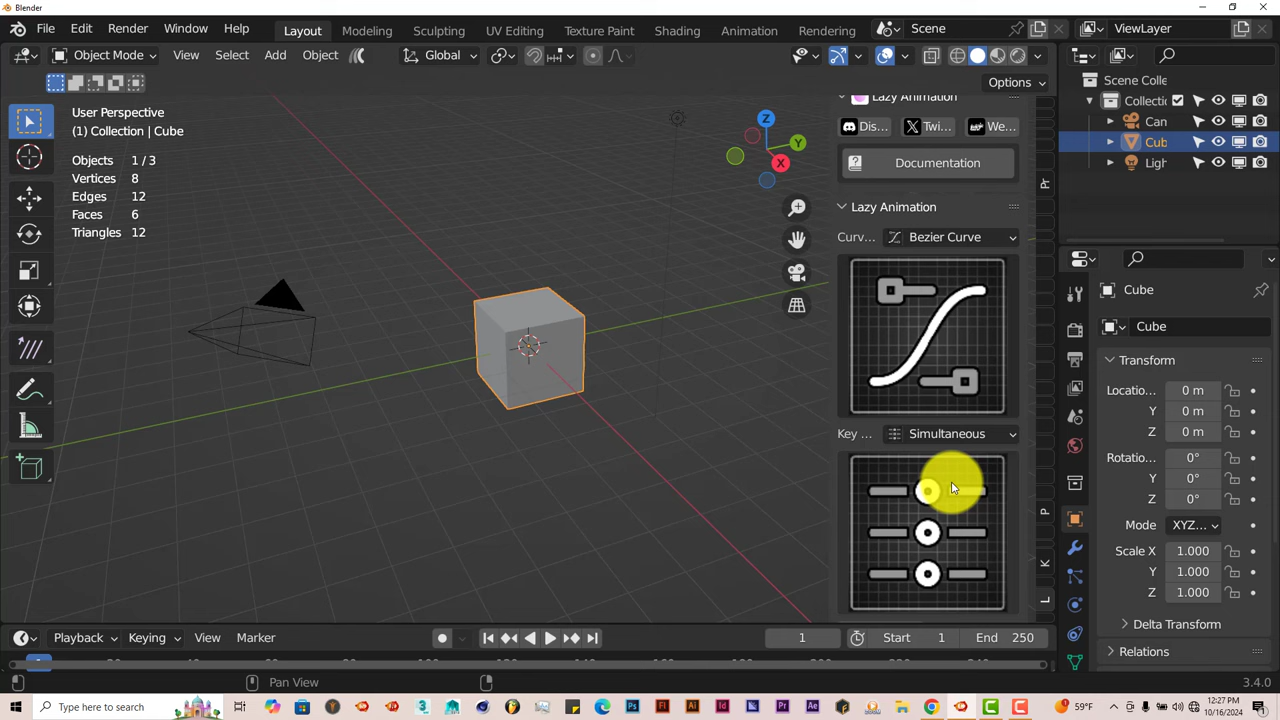 Blender
File Edit Render Window Help Layout Modeling Sculpting UV Editing Texture Paint Shading Animation Rendering Scene ViewLayer
Object Mode View Select Add Object Global
Options
User Perspective
(1) Collection | Cube
Objects 1 / 3
Vertices 8
Edges 12
Faces 6
Triangles 12
Z
Y
X
Lazy Animation
Dis... Twi... We...
Documentation
Lazy Animation
Curv... Bezier Curve
Key ... Simultaneous
Pr
P
K
L
Scene Colle
Collecti
Can
Cub
Ligh
Cube
Cube
Transform
Locatio... 0 m
Y 0 m
Z 0 m
Rotatio... 0°
Y 0°
Z 0°
Mode XYZ...
Scale X 1.000
Y 1.000
Z 1.000
Delta Transform
Relations
Playback Keying View Marker 1 Start 1 End 250
Pan View
3.4.0
Type here to search
59°F
12:27 PM
10/16/2024